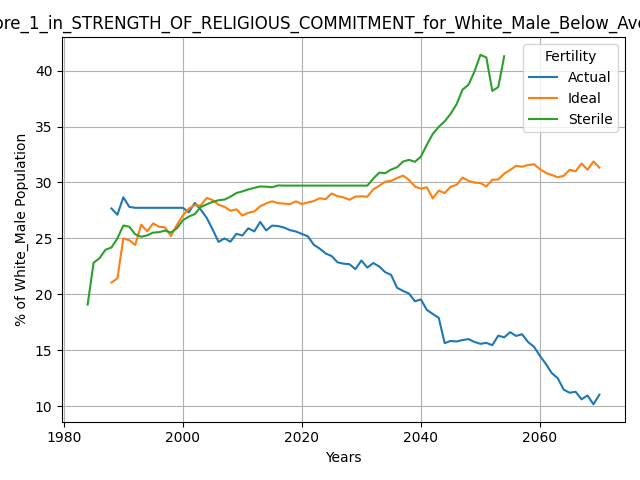 ore_1_in_STRENGTH_OF_RELIGIOUS_COMMITMENT_for_White_Male_Below_Ave
Fertility
Actual
Ideal
Sterile
% of White_Male Population
40
35
30
25
20
15
10
1980
2000
2020
2040
2060
Years